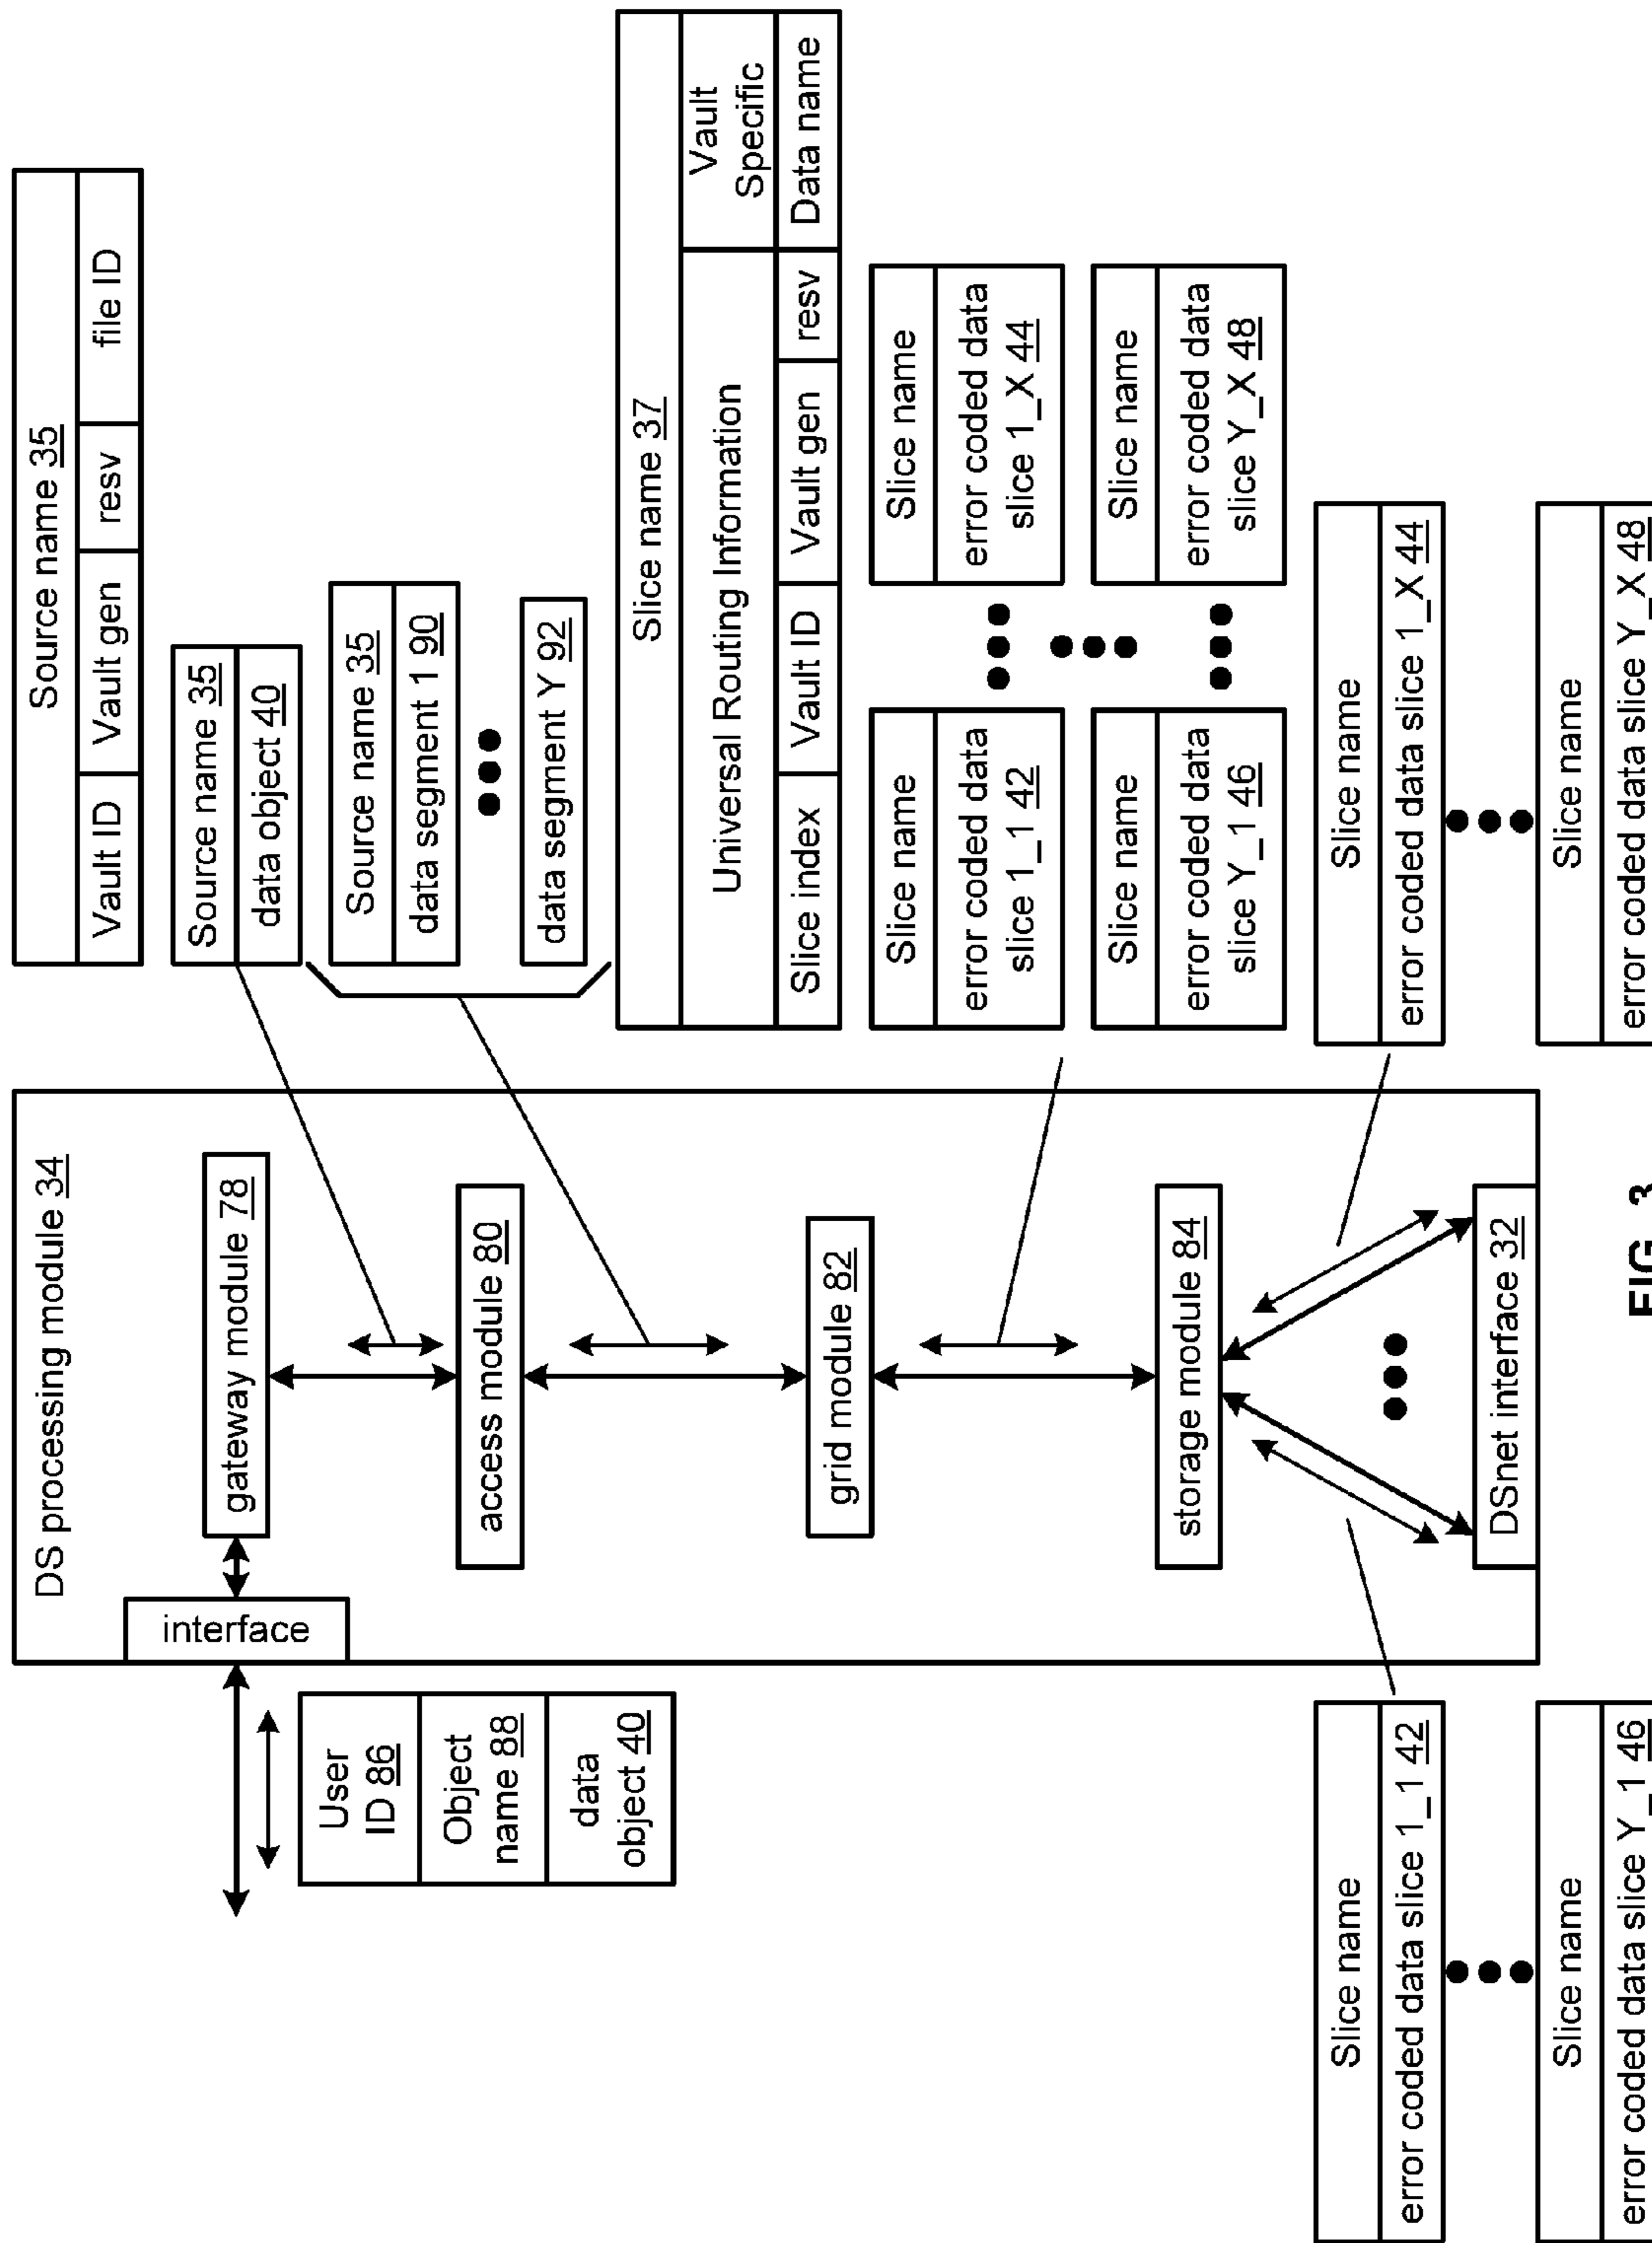 DS processing module 34
interface
gateway module 78
access module 80
grid module 82
storage module 84
DSnet interface 32
User
ID 86
Object
name 88
data
object 40
Source name 35
Vault ID
Vault gen
resv
file ID
Source name 35
data object 40
Source name 35
data segment 1 90
data segment Y 92
Slice name 37
Universal Routing Information
Vault
Specific
Slice index
Vault ID
Vault gen
resv
Data name
Slice name
error coded data
slice 1_1 42
Slice name
error coded data
slice 1_X 44
Slice name
error coded data
slice Y_1 46
Slice name
error coded data
slice Y_X 48
Slice name
error coded data slice 1_1 42
Slice name
error coded data slice Y_1 46
Slice name
error coded data slice 1_X 44
Slice name
error coded data slice Y_X 48
FIG. 3